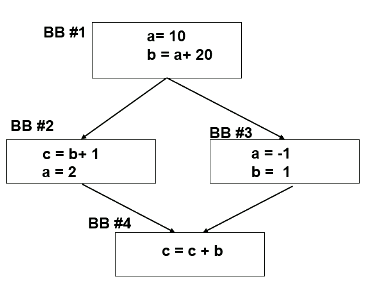 BB #1
a= 10
b = a+ 20
BB #2
c = b+ 1
a = 2
BB #3
a = -1
b =  1
BB #4
c = c + b